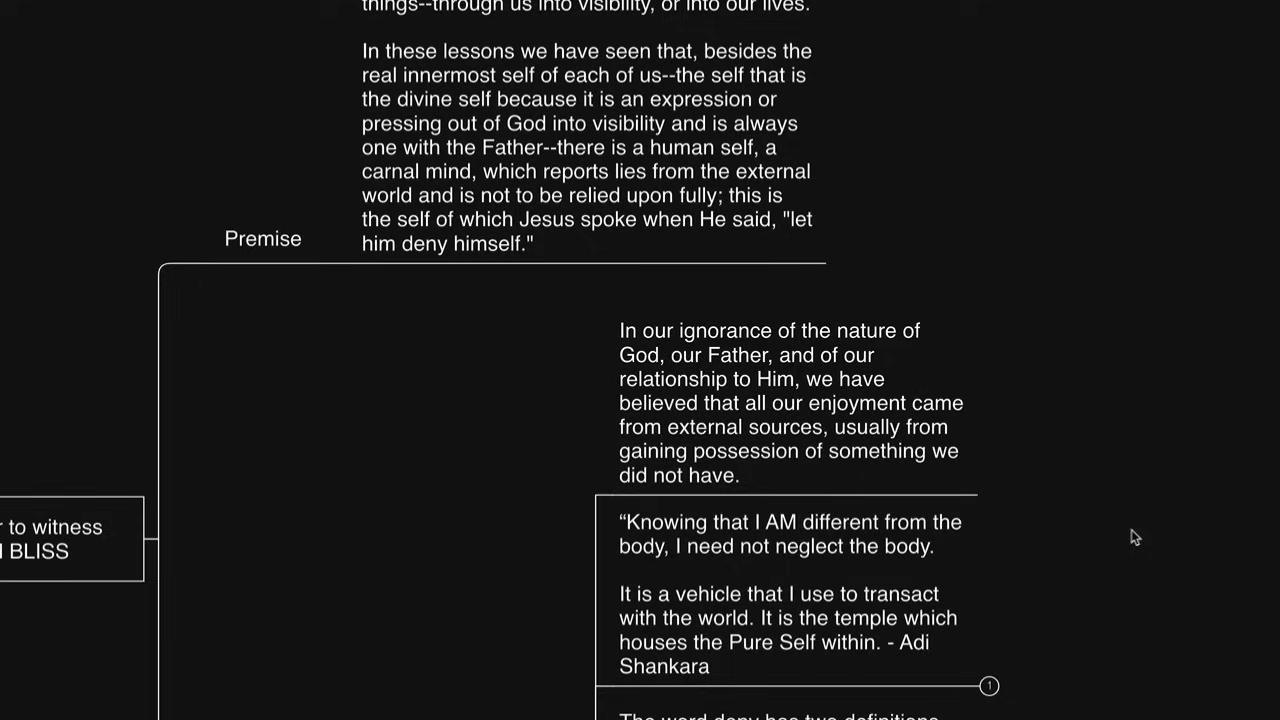 things--through us into visibility, or into our lives.
In these lessons we have seen that, besides the
real innermost self of each of us--the self that is
the divine self because it is an expression or
pressing out of God into visibility and is always
one with the Father--there is a human self, a
carnal mind, which reports lies from the external
world and is not to be relied upon fully; this is
the self of which Jesus spoke when He said, "let
him deny himself."
Premise
In our ignorance of the nature of
God, our Father, and of our
relationship to Him, we have
believed that all our enjoyment came
from external sources, usually from
gaining possession of something we
did not have.
to witness
BLISS
“Knowing that I AM different from the
body, I need not neglect the body.
It is a vehicle that I use to transact
with the world. It is the temple which
houses the Pure Self within. - Adi
Shankara
1
The word deny has two definitions